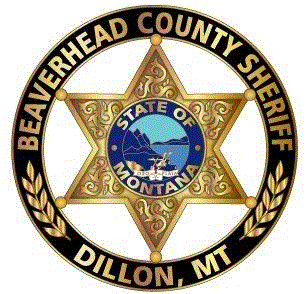 BEAVERHEAD COUNTY SHERIFF
STATE OF
MONTANA
DILLON, MT